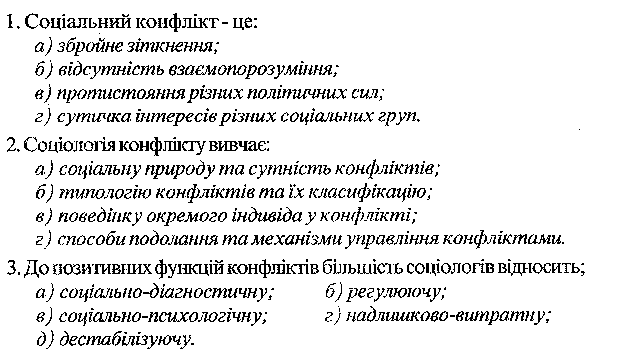 1. Соціальний конфлікт - це:
а) збройне зіткнення;
б) відсутність взаємопорозуміння;
в) протистояння різних політичних сил;
г) сутичка інтересів різних соціальних груп.
2. Соціологія конфлікту вивчає:
а) соціальну природу та сутність конфліктів;
б) типологію конфліктів та їх класифікацію;
в) поведінку окремого індивіда у конфлікті;
г) способи подолання та механізми управління конфліктами.
3. До позитивних функцій конфліктів більшість соціологів відносить;
а) соціально-діагностичну; б) регулюючу;
в) соціально-психологічну; г) надлишково-витратну;
д) дестабілізуючу.